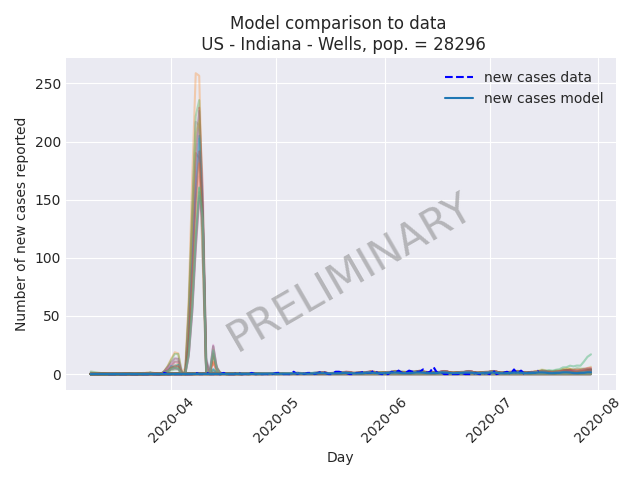 Model comparison to data
US - Indiana - Wells, pop. = 28296
new cases data
new cases model
Number of new cases reported
250
200
150
100
50
0
PRELIMINARY
2020-04
2020-05
2020-06
2020-07
2020-08
Day